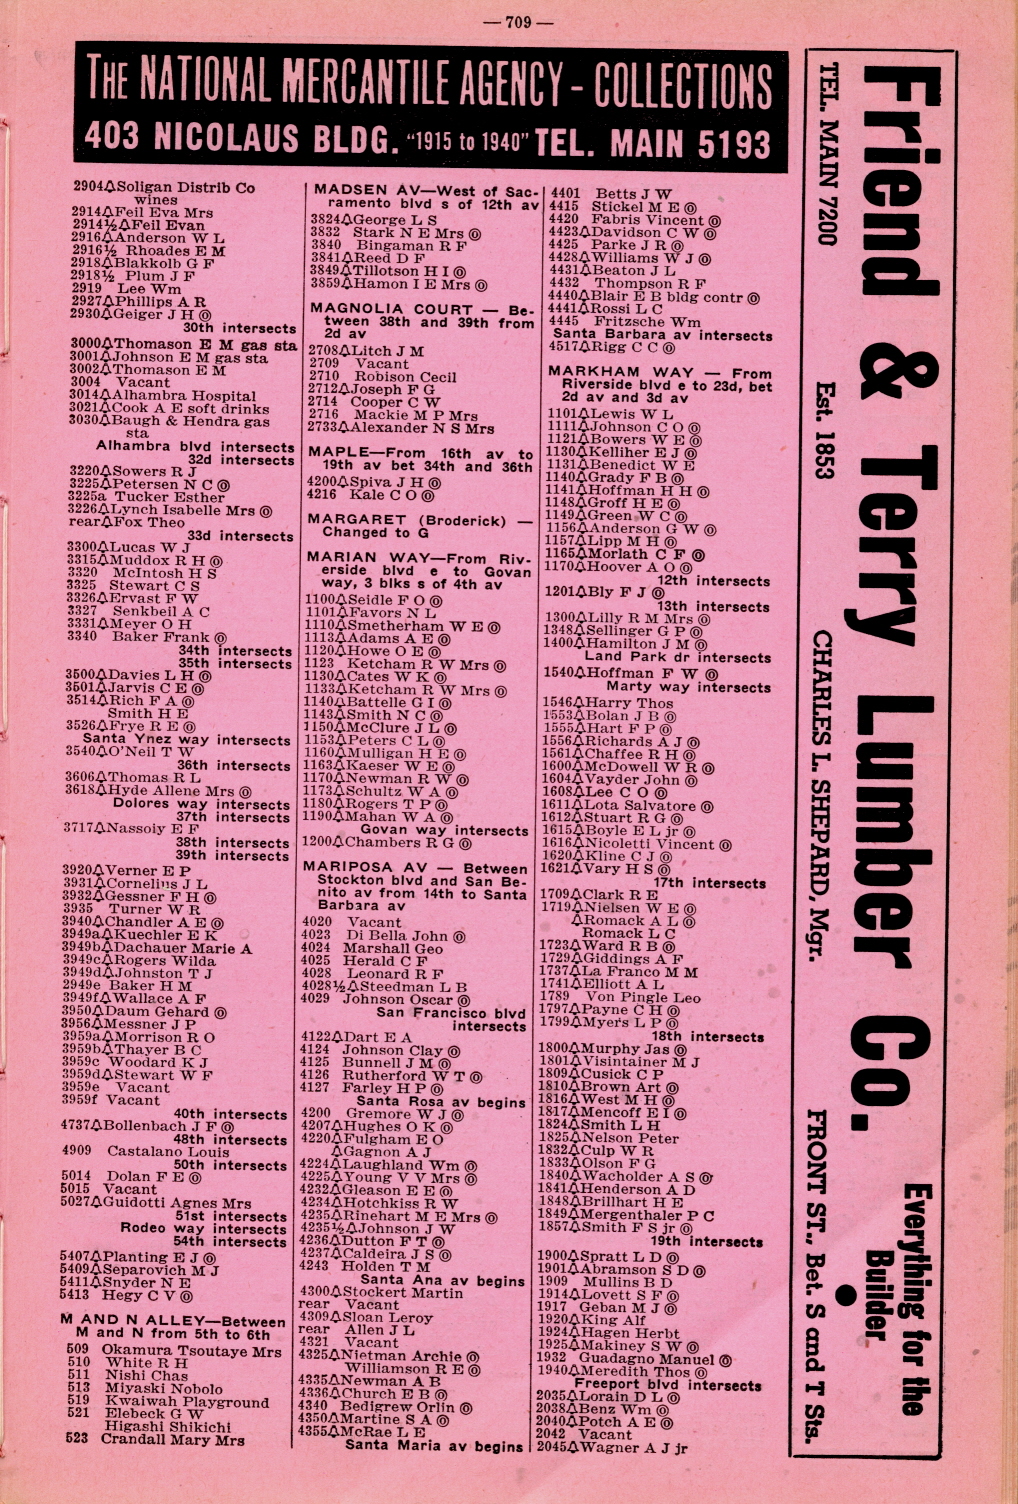 — 709 —
THE NATIONAL MERCANTILE AGENCY - COLLECTIONS
403 NICOLAUS BLDG. "1915 to 1940" TEL. MAIN 5193
2904△Soligan Distrib Co
wines
2914△Feil Eva Mrs
2914½△Feil Evan
2916△Anderson W L
2916½ Rhoades E M
2918△Blakkolb G F
2918½ Plum J F
2919 Lee Wm
2927△Phillips A R
2930△Geiger J H ⓞ
30th intersects
3000△Thomason E M gas sta
3001△Johnson E M gas sta
3002△Thomason E M
3004 Vacant
3014△Alhambra Hospital
3021△Cook A E soft drinks
3030△Baugh & Hendra gas
sta
Alhambra blvd intersects
32d intersects
3220△Sowers R J
3225△Petersen N C ⓞ
3225a Tucker Esther
3226△Lynch Isabelle Mrs ⓞ
rear△Fox Theo
33d intersects
3300△Lucas W J
3315△Muddox R H ⓞ
3320 McIntosh H S
3325 Stewart C S
3326△Ervast F W
3327 Senkbeil A C
3331△Meyer O H
3340 Baker Frank ⓞ
34th intersects
35th intersects
3500△Davies L H ⓞ
3501△Jarvis C E ⓞ
3514△Rich F A ⓞ
Smith H E
3526△Frye R E ⓞ
Santa Ynez way intersects
3540△O'Neil T W
36th intersects
3606△Thomas R L
3618△Hyde Allene Mrs ⓞ
Dolores way intersects
37th intersects
3717△Nassoiy E F
38th intersects
39th intersects
3920△Verner E P
3931△Cornelius J L
3932△Gessner F H ⓞ
3935 Turner W R
3940△Chandler A E ⓞ
3949a△Kuechler E K
3949b△Dachauer Marie A
3949c△Rogers Wilda
3949d△Johnston T J
2949e Baker H M
3949f△Wallace A F
3950△Daum Gehard ⓞ
3956△Messner J P
3959a△Morrison R O
3959b△Thayer B C
3959c Woodard K J
3959d△Stewart W F
3959e Vacant
3959f Vacant
40th intersects
4737△Bollenbach J F ⓞ
48th intersects
4909 Castalano Louis
50th intersects
5014 Dolan F E ⓞ
5015 Vacant
5027△Guidotti Agnes Mrs
51st intersects
Rodeo way intersects
54th intersects
5407△Planting E J ⓞ
5409△Separovich M J
5411△Snyder N E
5413 Hegy C V ⓞ
M AND N ALLEY—Between
M and N from 5th to 6th
509 Okamura Tsoutaye Mrs
510 White R H
511 Nishi Chas
513 Miyaski Nobolo
519 Kwaiwah Playground
521 Elebeck G W
Higashi Shikichi
523 Crandall Mary Mrs
MADSEN AV—West of Sac-
ramento blvd s of 12th av
3824△George L S
3832 Stark N E Mrs ⓞ
3840 Bingaman R F
3841△Reed D F
3849△Tillotson H I ⓞ
3859△Hamon I E Mrs ⓞ
MAGNOLIA COURT — Be-
tween 38th and 39th from
2d av
2708△Litch J M
2709 Vacant
2710 Robison Cecil
2712△Joseph F G
2714 Cooper C W
2716 Mackie M P Mrs
2733△Alexander N S Mrs
MAPLE—From 16th av to
19th av bet 34th and 36th
4200△Spiva J H ⓞ
4216 Kale C O ⓞ
MARGARET (Broderick) —
Changed to G
MARIAN WAY—From Riv-
erside blvd e to Govan
way, 3 blks s of 4th av
1100△Seidle F O ⓞ
1101△Favors N L
1110△Smetherham W E ⓞ
1113△Adams A E ⓞ
1120△Howe O E ⓞ
1123 Ketcham R W Mrs ⓞ
1130△Cates W K ⓞ
1133△Ketcham R W Mrs ⓞ
1140△Battelle G I ⓞ
1143△Smith N C ⓞ
1150△McClure J L ⓞ
1153△Peters C L ⓞ
1160△Mulligan H E ⓞ
1163△Kaeser W E ⓞ
1170△Newman R W ⓞ
1173△Schultz W A ⓞ
1180△Rogers T P ⓞ
1190△Mahan W A ⓞ
Govan way intersects
1200△Chambers R G ⓞ
MARIPOSA AV — Between
Stockton blvd and San Be-
nito av from 14th to Santa
Barbara av
4020 Vacant
4023 Di Bella John ⓞ
4024 Marshall Geo
4025 Herald C F
4028 Leonard R F
4028½△Steedman L B
4029 Johnson Oscar ⓞ
San Francisco blvd
intersects
4122△Dart E A
4124 Johnson Clay ⓞ
4125 Bunnell J M ⓞ
4126 Rutherford W T ⓞ
4127 Farley H P ⓞ
Santa Rosa av begins
4200 Gremore W J ⓞ
4207△Hughes O K ⓞ
4220△Fulgham E O
△Gagnon A J
4224△Laughland Wm ⓞ
4225△Young V V Mrs ⓞ
4232△Gleason E E ⓞ
4234△Hotchkiss R W
4235△Rinehart M E Mrs ⓞ
4235½△Johnson J W
4236△Dutton F T ⓞ
4237△Caldeira J S ⓞ
4243 Holden T M
Santa Ana av begins
4300△Stockert Martin
rear Vacant
4309△Sloan Leroy
rear Allen J L
4321 Vacant
4325△Nietman Archie ⓞ
Williamson R E ⓞ
4335△Newman A B
4336△Church E B ⓞ
4340 Bedigrew Orlin ⓞ
4350△Martine S A ⓞ
4355△McRae L E
Santa Maria av begins
4401 Betts J W
4415 Stickel M E ⓞ
4420 Fabris Vincent ⓞ
4423△Davidson C W ⓞ
4425 Parke J R ⓞ
4428△Williams W J ⓞ
4431△Beaton J L
4432 Thompson R F
4440△Blair E B bldg contr ⓞ
4441△Rossi L C
4445 Fritzsche Wm
Santa Barbara av intersects
4517△Rigg C C ⓞ
MARKHAM WAY — From
Riverside blvd e to 23d, bet
2d av and 3d av
1101△Lewis W L
1111△Johnson C O ⓞ
1121△Bowers W E ⓞ
1130△Kelliher E J ⓞ
1131△Benedict W E
1140△Grady F B ⓞ
1141△Hoffman H H ⓞ
1148△Groff H E ⓞ
1149△Green W C ⓞ
1156△Anderson G W ⓞ
1157△Lipp M H ⓞ
1165△Morlath C F ⓞ
1170△Hoover A O ⓞ
12th intersects
1201△Bly F J ⓞ
13th intersects
1300△Lilly R M Mrs ⓞ
1348△Sellinger G P ⓞ
1400△Hamilton J M ⓞ
Land Park dr intersects
1540△Hoffman F W ⓞ
Marty way intersects
1546△Harry Thos
1553△Bolan J B ⓞ
1555△Hart F P ⓞ
1556△Richards A J ⓞ
1561△Chaffee R H ⓞ
1600△McDowell W R ⓞ
1604△Vayder John ⓞ
1608△Lee C O ⓞ
1611△Lota Salvatore ⓞ
1612△Stuart R G ⓞ
1615△Boyle E L jr ⓞ
1616△Nicoletti Vincent ⓞ
1620△Kline C J ⓞ
1621△Vary H S ⓞ
17th intersects
1709△Clark R E
1719△Nielsen W E ⓞ
△Romack A L ⓞ
Romack L C
1723△Ward R B ⓞ
1729△Giddings A F
1737△La Franco M M
1741△Elliott A L
1789 Von Pingle Leo
1797△Payne C H ⓞ
1799△Myers L P ⓞ
18th intersects
1800△Murphy Jas ⓞ
1801△Visintainer M J
1809△Cusick C P
1810△Brown Art ⓞ
1816△West M H ⓞ
1817△Mencoff E I ⓞ
1824△Smith L H
1825△Nelson Peter
1832△Culp W R
1833△Olson F G
1840△Wacholder A S ⓞ
1841△Henderson A D
1848△Brillhart H E
1849△Mergenthaler P C
1857△Smith F S jr ⓞ
19th intersects
1900△Spratt L D ⓞ
1901△Abramson S D ⓞ
1909 Mullins B D
1914△Lovett S F ⓞ
1917 Geban M J ⓞ
1920△King Alf
1924△Hagen Herbt
1925△Makiney S W ⓞ
1932 Guadagno Manuel ⓞ
1940△Meredith Thos ⓞ
Freeport blvd intersects
2035△Lorain D L ⓞ
2038△Benz Wm ⓞ
2040△Potch A E ⓞ
2042 Vacant
2045△Wagner A J jr
Friend & Terry Lumber Co.
Everything for the
Builder
TEL. MAIN 7200 Est. 1853 CHARLES L. SHEPARD, Mgr. FRONT ST., Bet. S and T Sts.